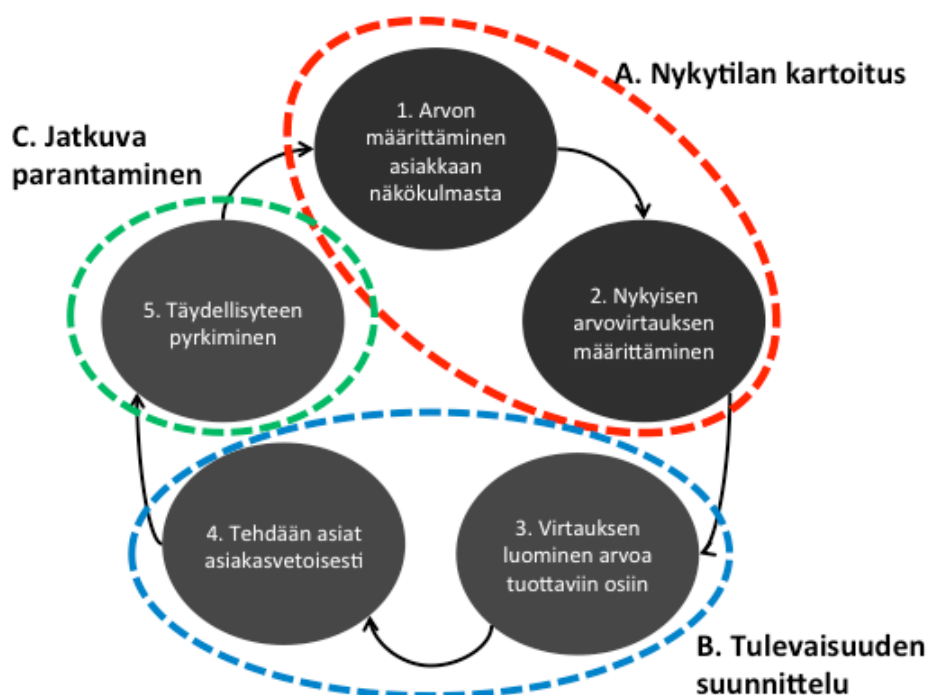 A. Nykytilan kartoitus
1. Arvon
määrittäminen
asiakkaan
näkökulmasta
2. Nykyisen
arvovirtauksen
määrittäminen
B. Tulevaisuuden
suunnittelu
3. Virtauksen
luominen arvoa
tuottaviin osiin
4. Tehdään asiat
asiakasvetoisesti
C. Jatkuva
parantaminen
5. Täydellisyteen
pyrkiminen